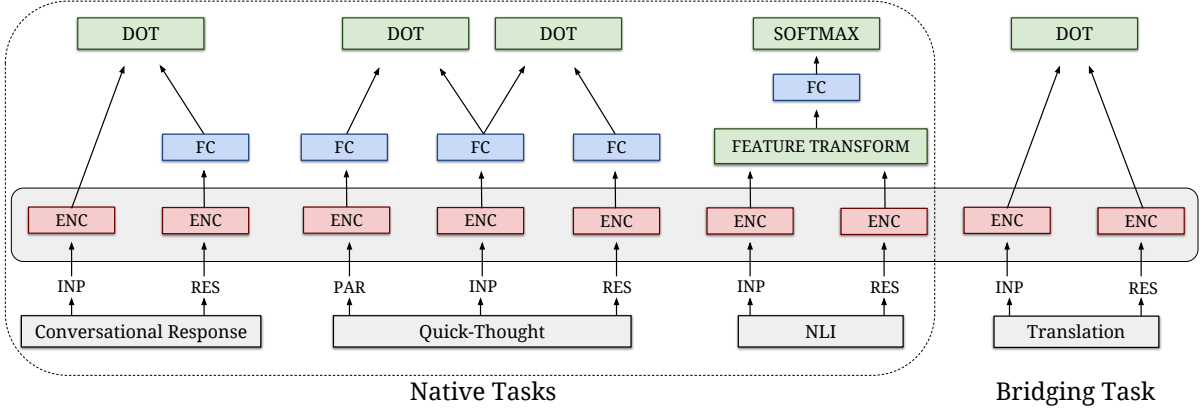 DOT DOT DOT SOFTMAX DOT
FC
FC FC FC FC FEATURE TRANSFORM
ENC ENC ENC ENC ENC ENC ENC ENC ENC
INP RES PAR INP RES INP RES INP RES
Conversational Response Quick-Thought NLI Translation
Native Tasks Bridging Task